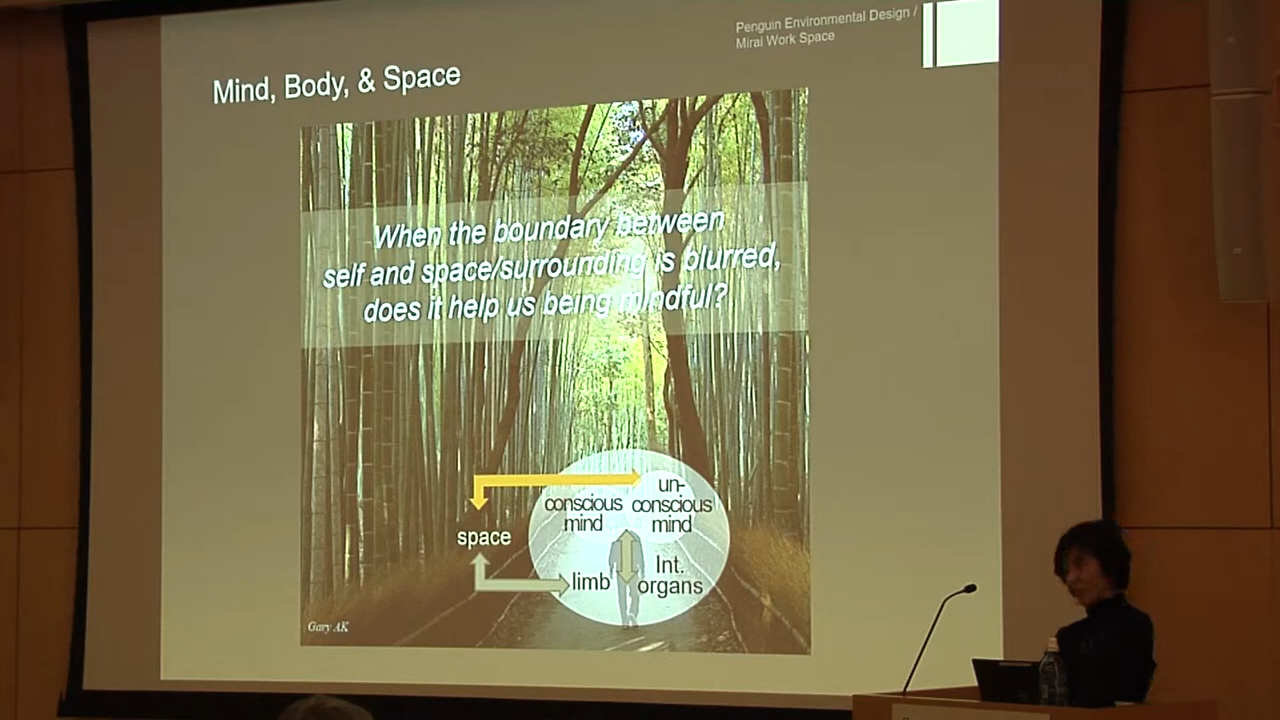 Penguin Environmental Design /
Mirai Work Space
Mind, Body, & Space
When the boundary between
self and space/surrounding is blurred,
does it help us being mindful?
conscious
mind
un-
conscious
mind
space
limb
Int.
organs
Gary AK